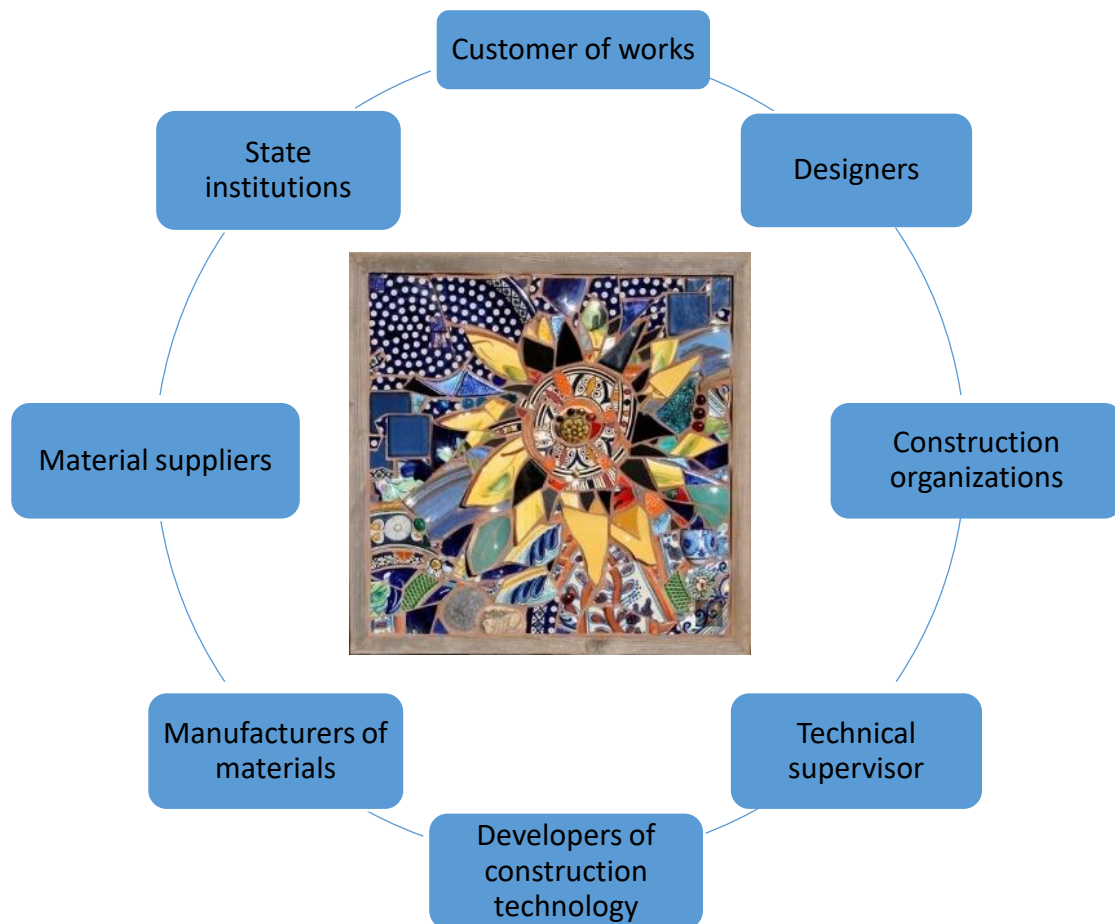 Customer of works
Designers
Construction
organizations
Technical
supervisor
Developers of
construction
technology
Manufacturers of
materials
Material suppliers
State
institutions